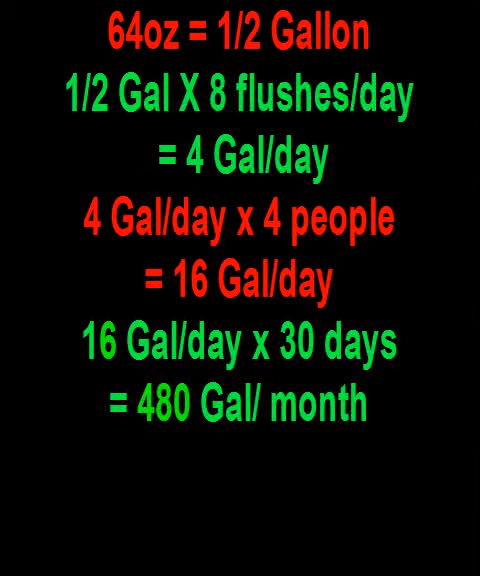 64oz = 1/2 Gallon
1/2 Gal X 8 flushes/day
= 4 Gal/day
4 Gal/day x 4 people
= 16 Gal/day
16 Gal/day x 30 days
= 480 Gal/ month